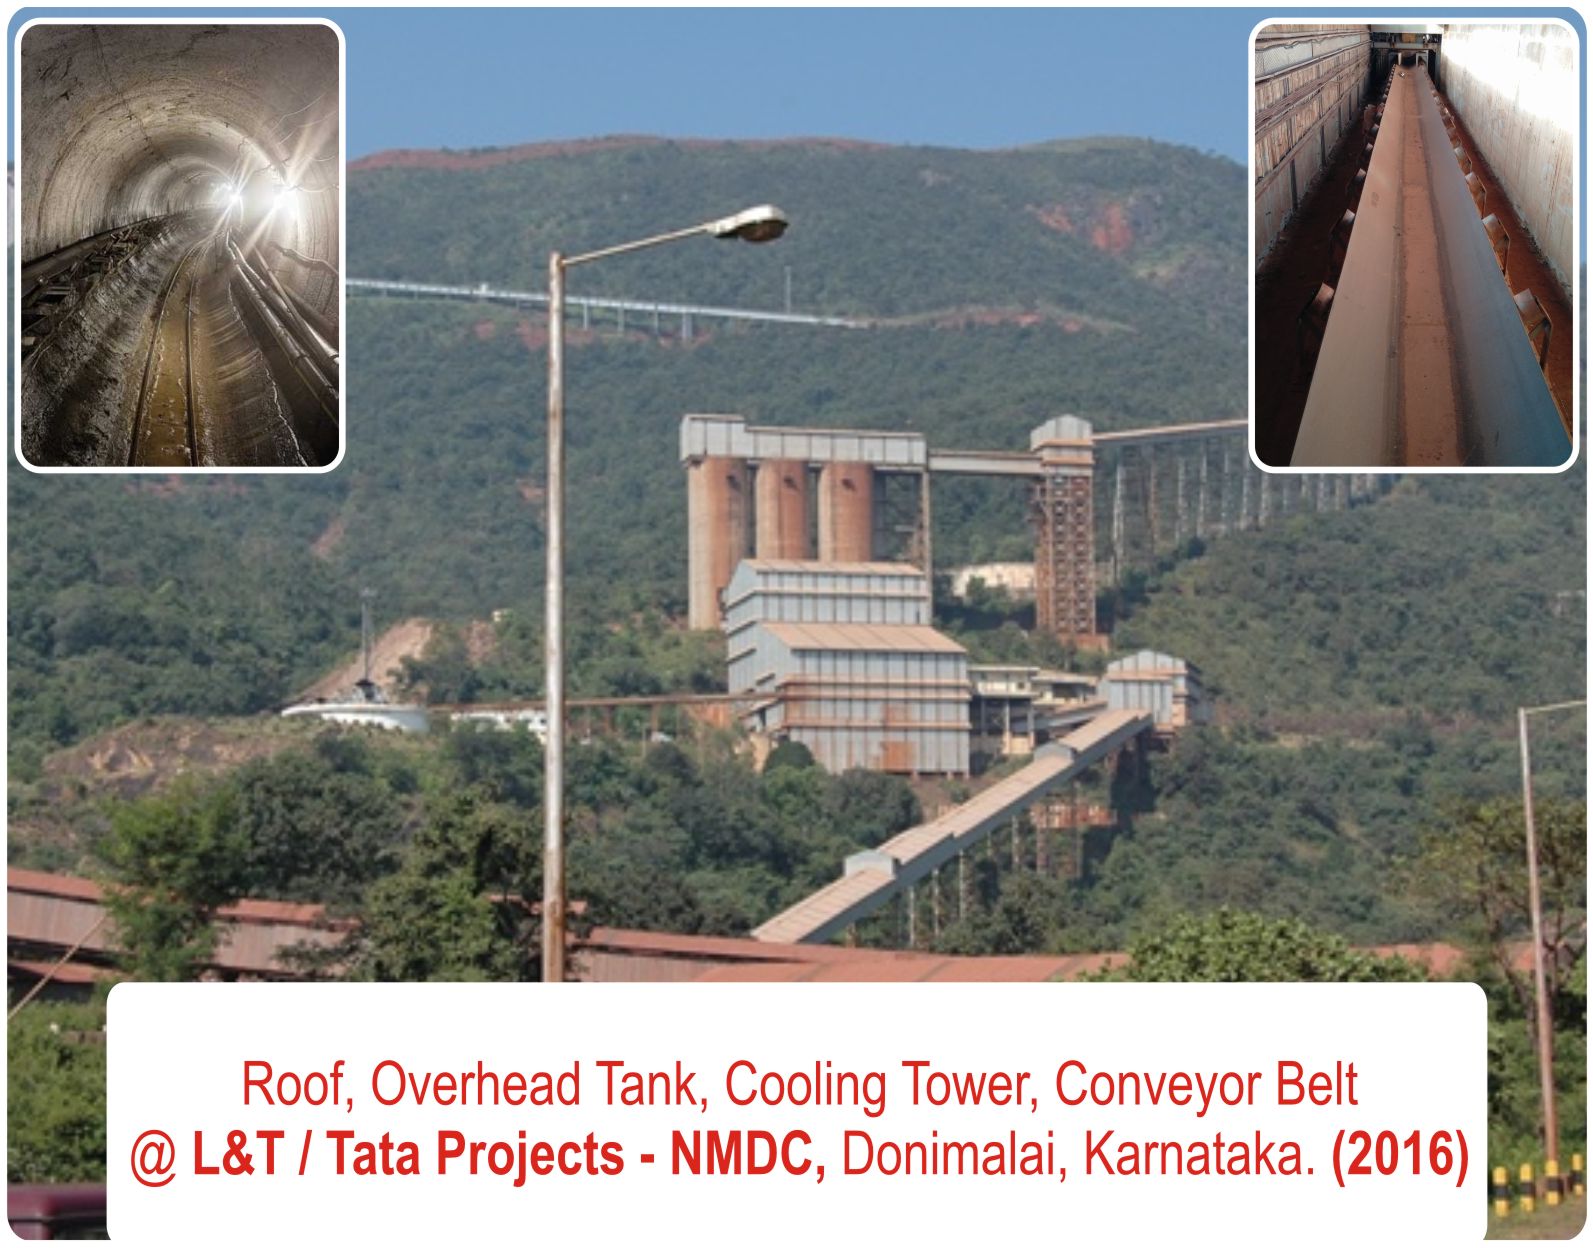 Roof, Overhead Tank, Cooling Tower, Conveyor Belt
@ L&T / Tata Projects - NMDC, Donimalai, Karnataka. (2016)